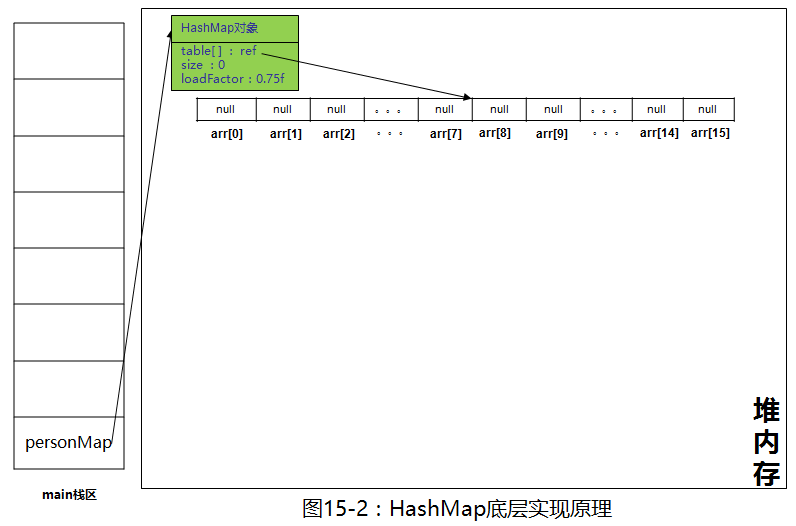 HashMap对象
table[ ] : ref
size : 0
loadFactor : 0.75f
null null null 。。。 null null null 。。。 null null
arr[0] arr[1] arr[2] 。。。 arr[7] arr[8] arr[9] 。。。 arr[14] arr[15]
personMap
main栈区
堆
内
存
图15-2：HashMap底层实现原理